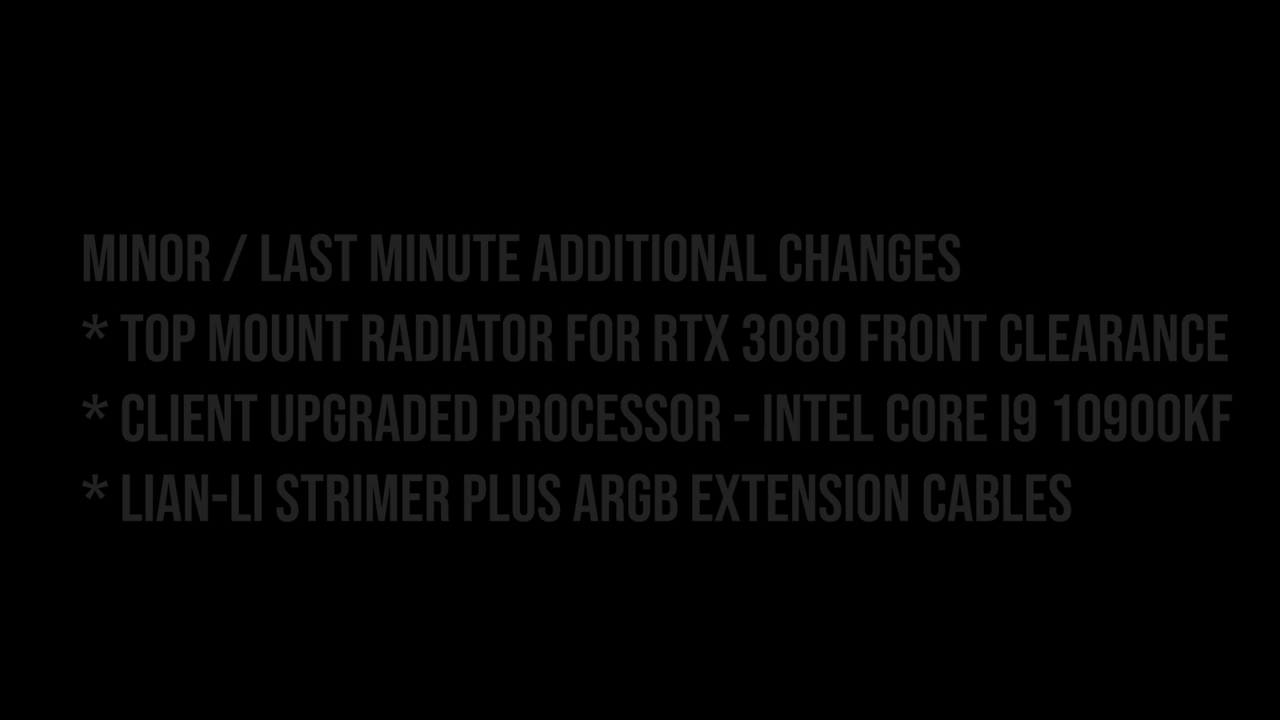 MINOR / LAST MINUTE ADDITIONAL CHANGES
* TOP MOUNT RADIATOR FOR RTX 3080 FRONT CLEARANCE
* CLIENT UPGRADED PROCESSOR - INTEL CORE I9 10900KF
* LIAN-LI STRIMER PLUS ARGB EXTENSION CABLES